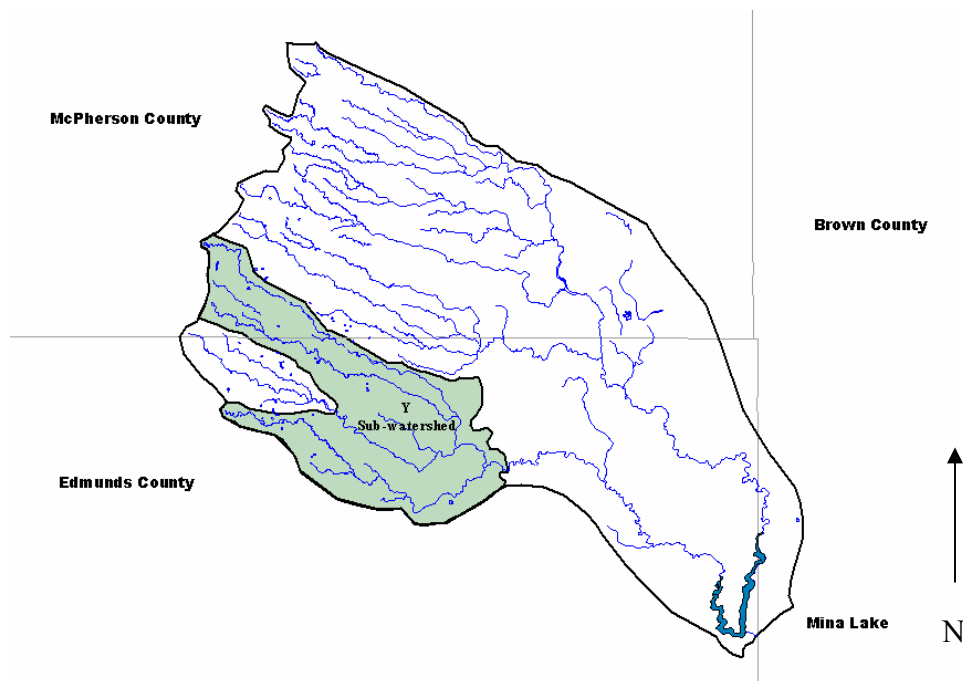 McPherson County
Brown County
Y
Sub-watershed
Edmunds County
Mina Lake
N